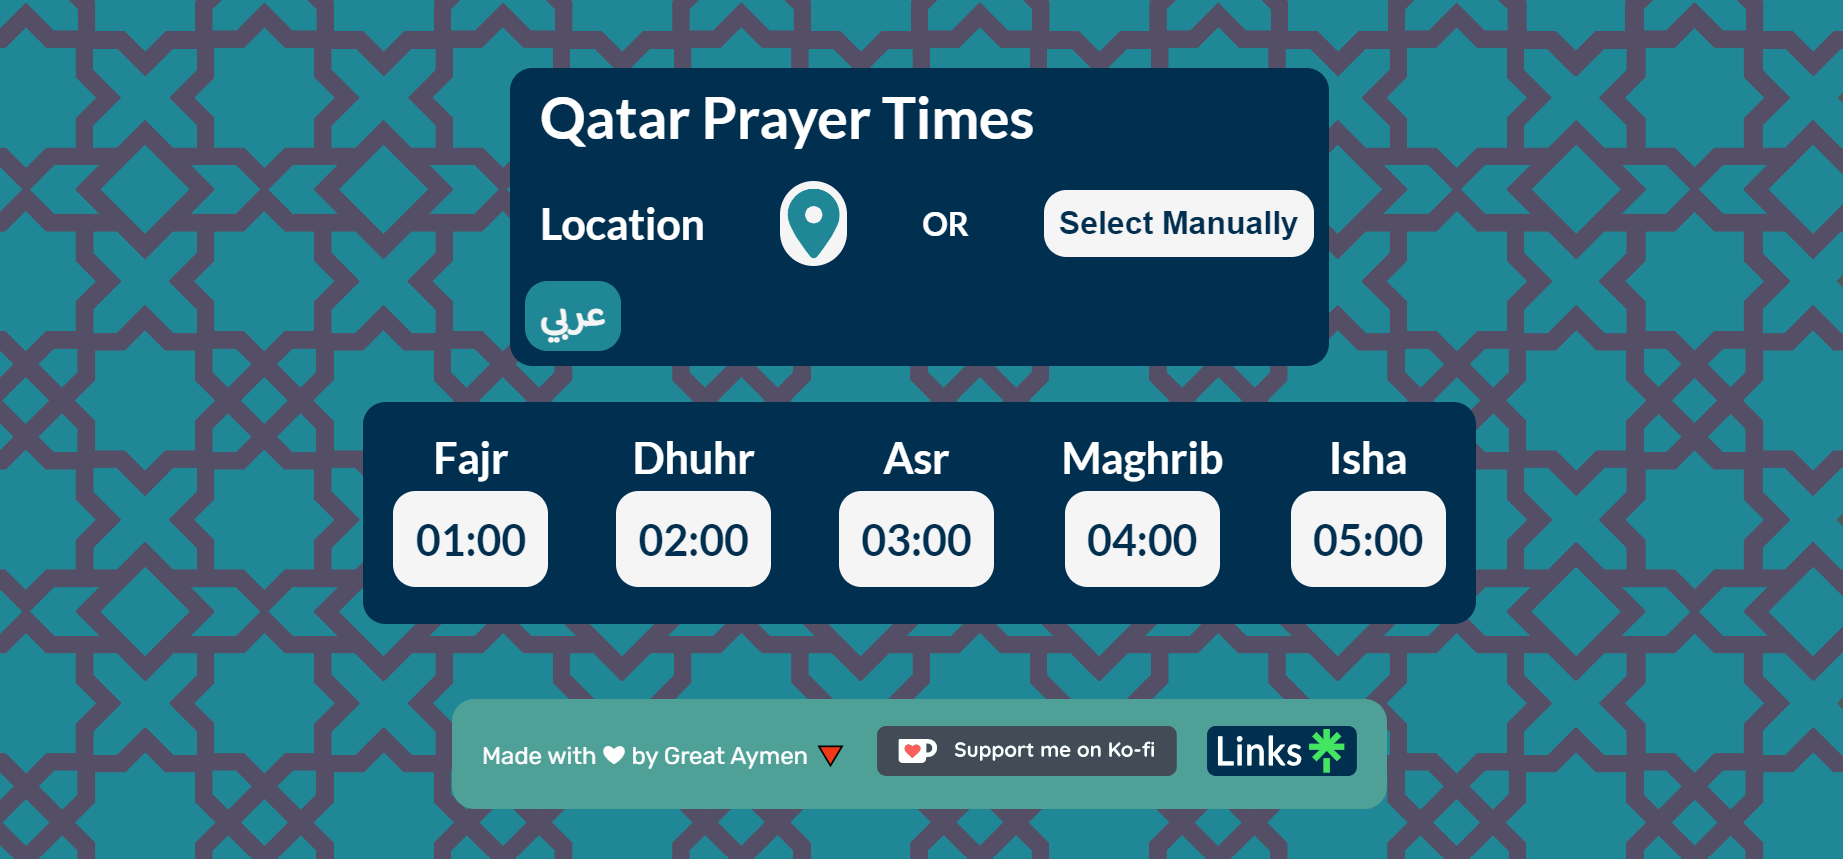 Qatar Prayer Times
Location OR Select Manually
عربي
Fajr Dhuhr Asr Maghrib Isha
01:00 02:00 03:00 04:00 05:00
Made with by Great Aymen Support me on Ko-fi Links